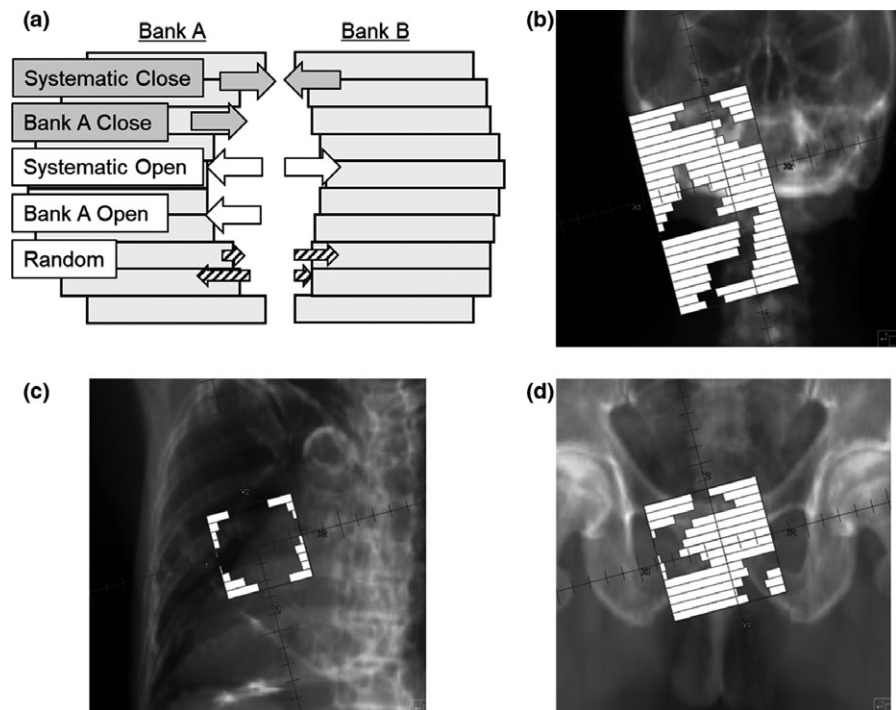 (a)
Bank A
Bank B
Systematic Close
Bank A Close
Systematic Open
Bank A Open
Random
(b)
(c)
(d)